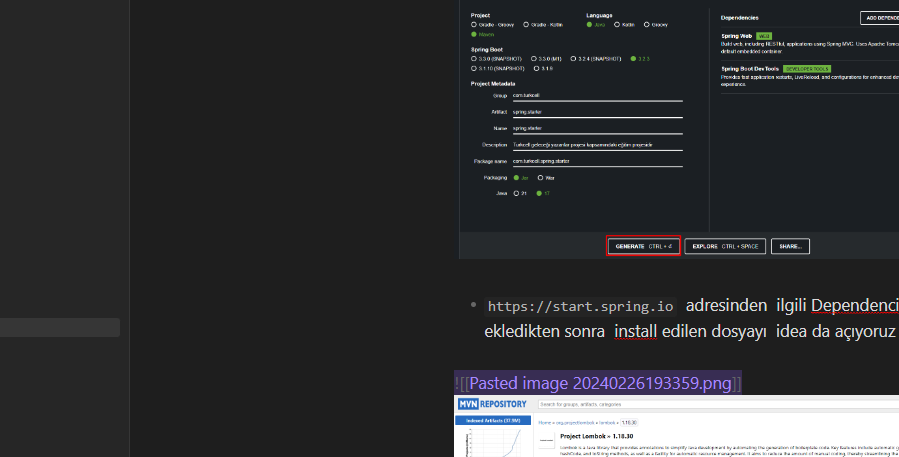 Project
Language
Gradle - Groovy
Gradle - Kotlin
Java
Kotlin
Groovy
Maven
Spring Boot
3.3.0 (SNAPSHOT)
3.3.0 (M1)
3.2.4 (SNAPSHOT)
3.2.3
3.1.10 (SNAPSHOT)
3.1.9
Project Metadata
Group
com.turkcell
Artifact
spring.starter
Name
spring.starter
Description
Turkcell geleceği yazanlar projesi kapsamındaki eğitim projesidir
Package name
com.turkcell.spring.starter
Packaging
Jar
War
Java
21
17
Dependencies
ADD DEPENDE
Spring Web WEB
Build web, including RESTful, applications using Spring MVC. Uses Apache Tomca
default embedded container.
Spring Boot DevTools DEVELOPER TOOLS
Provides fast application restarts, LiveReload, and configurations for enhanced de
experience.
GENERATE CTRL + ⏎
EXPLORE CTRL + SPACE
SHARE...
https://start.spring.io adresinden ilgili Dependenci
ekledikten sonra install edilen dosyayı idea da açıyoruz
[[Pasted image 20240226193359.png]]
MVN REPOSITORY
Search for groups, artifacts, categories
Indexed Artifacts (37.9M)
Home » org.projectlombok » lombok » 1.18.30
Project Lombok » 1.18.30
Lombok is a Java library that provides annotations to simplify Java development by automating the generation of boilerplate code. Key features include automatic g
hashCode, and toString methods, as well as a facility for automatic resource management. It aims to reduce the amount of manual coding, thereby streamlining the